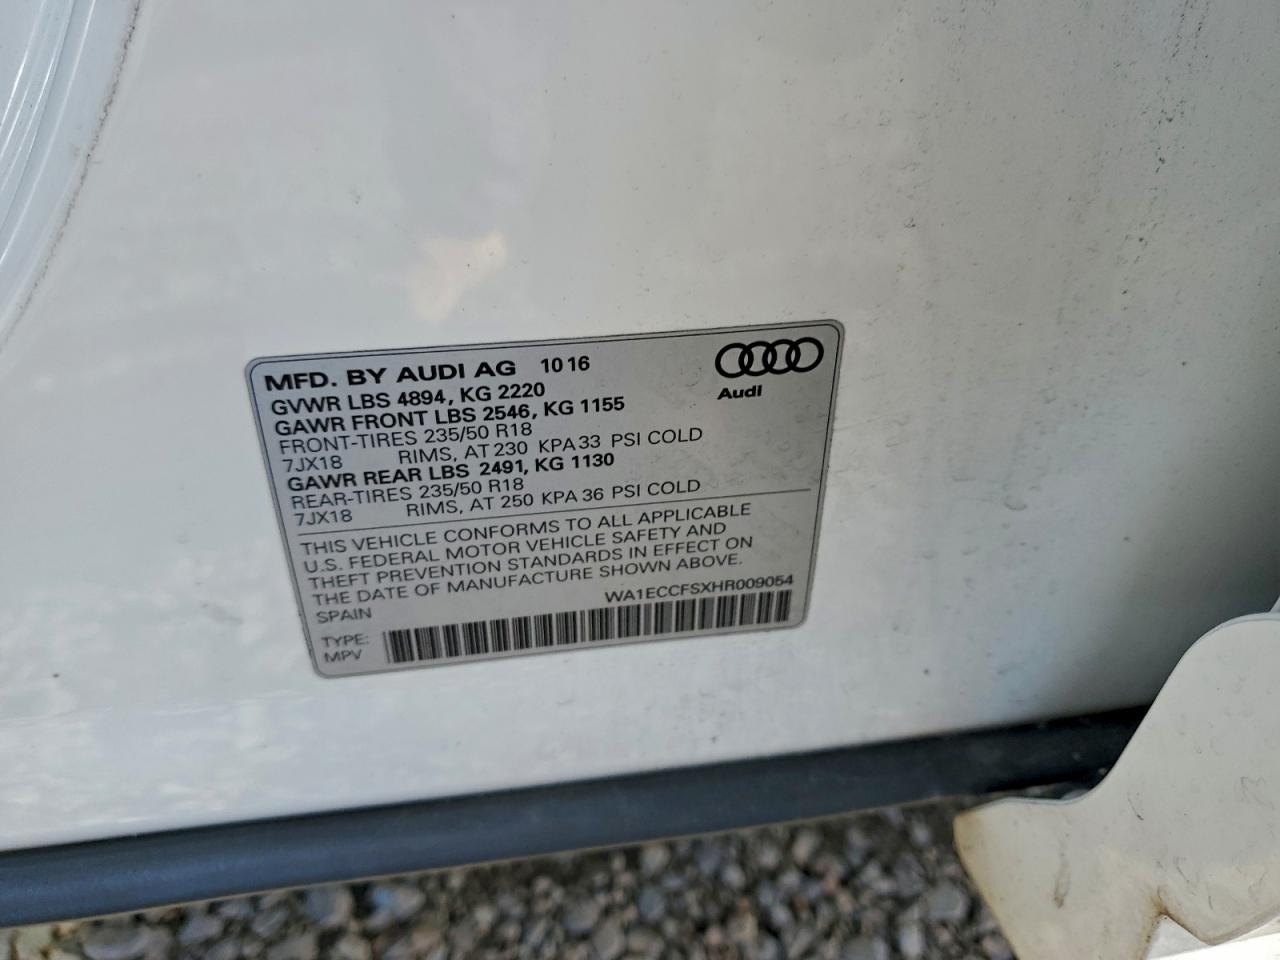 MFD. BY AUDI AG 10 16
Audi
GVWR LBS 4894, KG 2220
GAWR FRONT LBS 2546, KG 1155
FRONT-TIRES 235/50 R18
7JX18 RIMS, AT 230 KPA 33 PSI COLD
GAWR REAR LBS 2491, KG 1130
REAR-TIRES 235/50 R18
7JX18 RIMS, AT 250 KPA 36 PSI COLD
THIS VEHICLE CONFORMS TO ALL APPLICABLE
U.S. FEDERAL MOTOR VEHICLE SAFETY AND
THEFT PREVENTION STANDARDS IN EFFECT ON
THE DATE OF MANUFACTURE SHOWN ABOVE.
SPAIN WA1ECCFSXHR009054
TYPE:
MPV